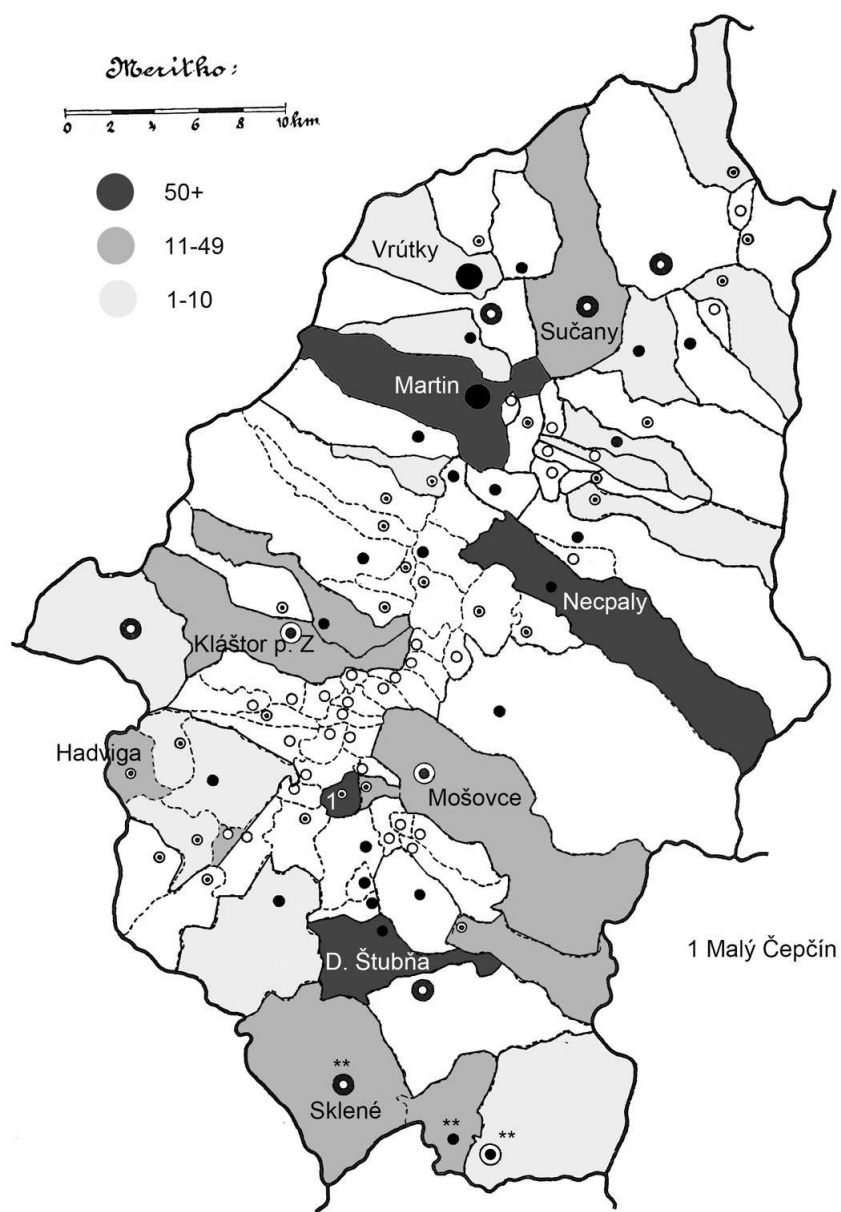 Meritko:
0 2 4 6 8 10 km
50+
11-49
1-10
Vrútky
Sučany
Martin
Necpaly
Kláštor p. Z
Hadviga
1
Mošovce
D. Štubňa
1 Malý Čepčín
**
Sklené
**
**